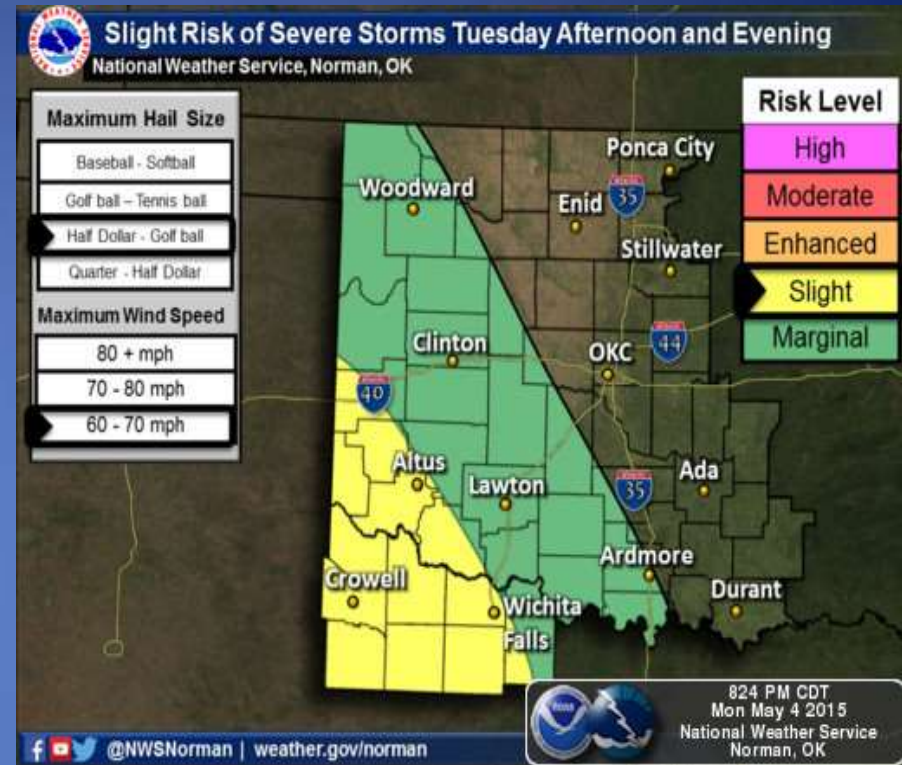 Slight Risk of Severe Storms Tuesday Afternoon and Evening
National Weather Service, Norman, OK
Maximum Hail Size
Baseball - Softball
Golf ball – Tennis ball
Half Dollar - Golf ball
Quarter - Half Dollar
Maximum Wind Speed
80 + mph
70 - 80 mph
60 - 70 mph
Risk Level
High
Moderate
Enhanced
Slight
Marginal
Ponca City
Woodward
Enid
35
Stillwater
Clinton
OKC
44
40
Altus
Lawton
35
Ada
Ardmore
Crowell
Wichita
Falls
Durant
824 PM CDT
Mon May 4 2015
National Weather Service
Norman, OK
@NWSNorman | weather.gov/norman